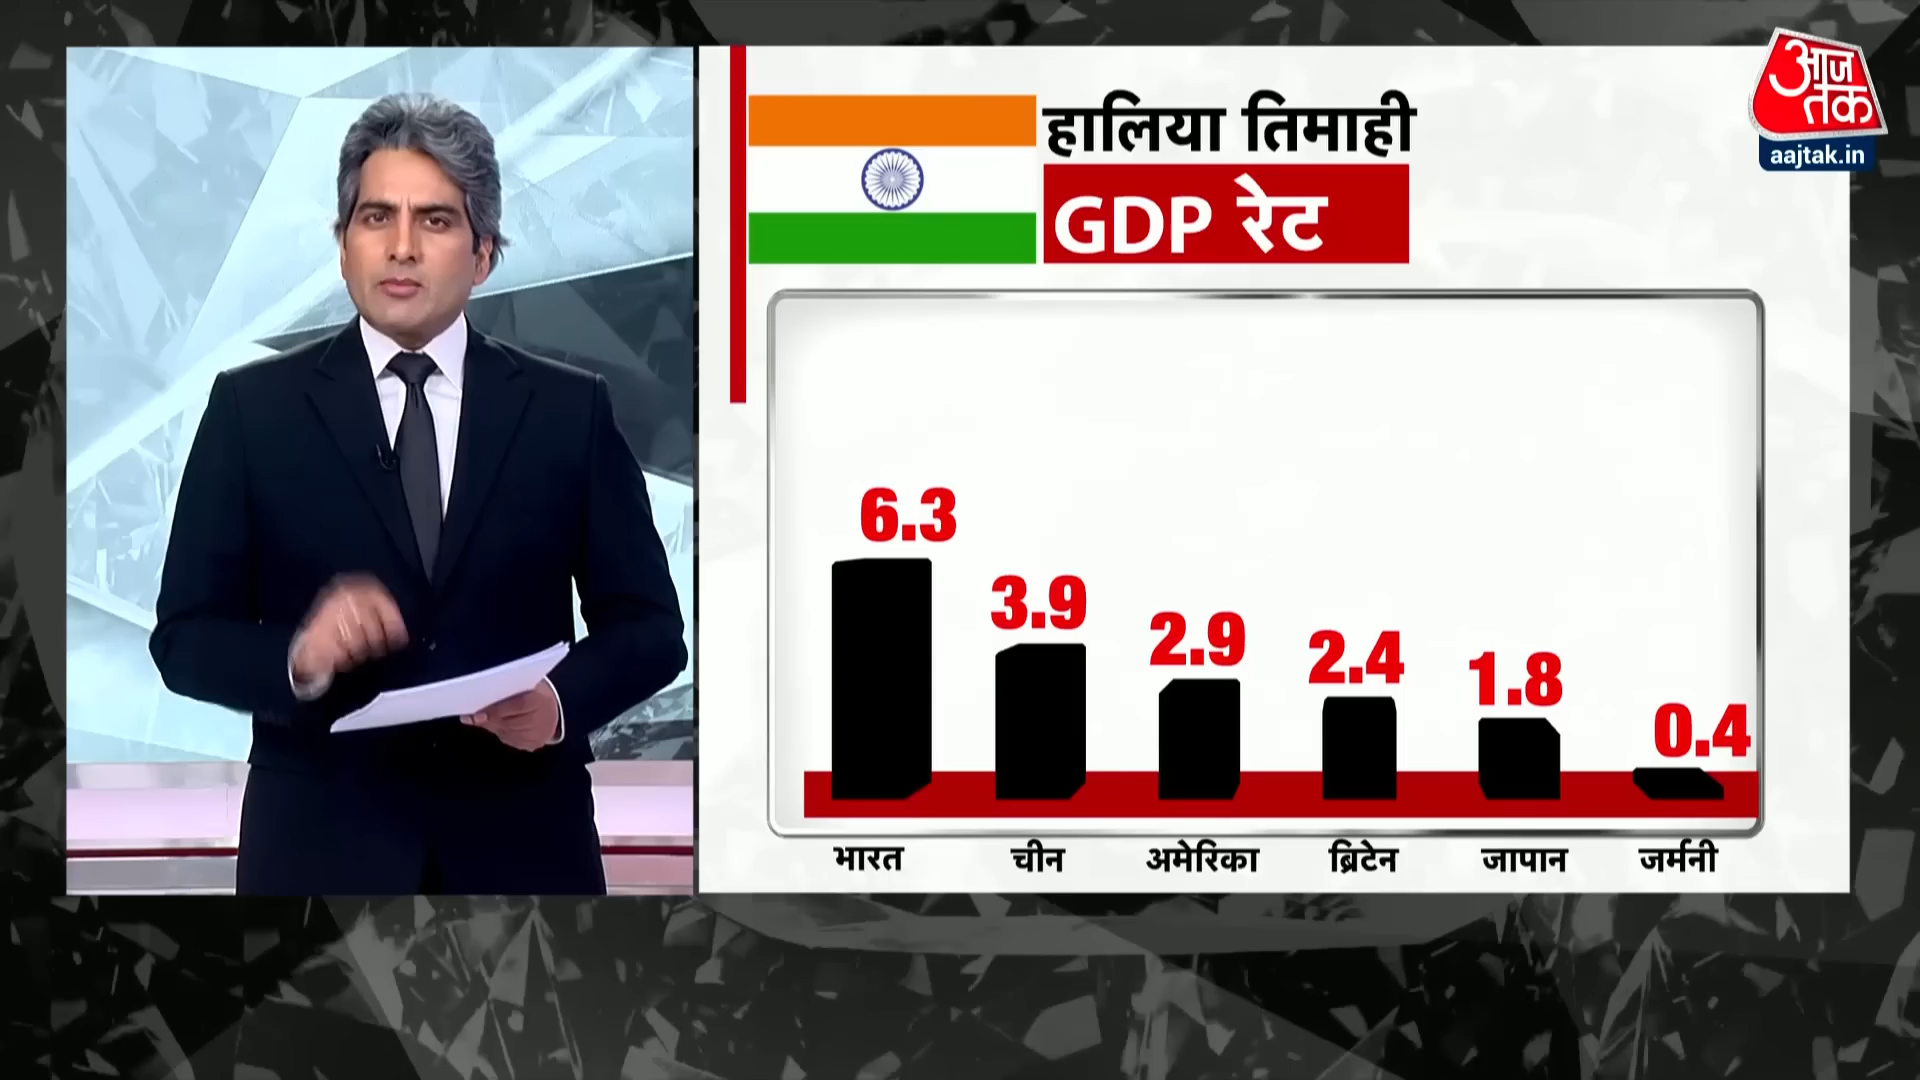 हालिया तिमाही
GDP रेट
आज
तक
aajtak.in
6.3
3.9
2.9
2.4
1.8
0.4
भारत
चीन
अमेरिका
ब्रिटेन
जापान
जर्मनी